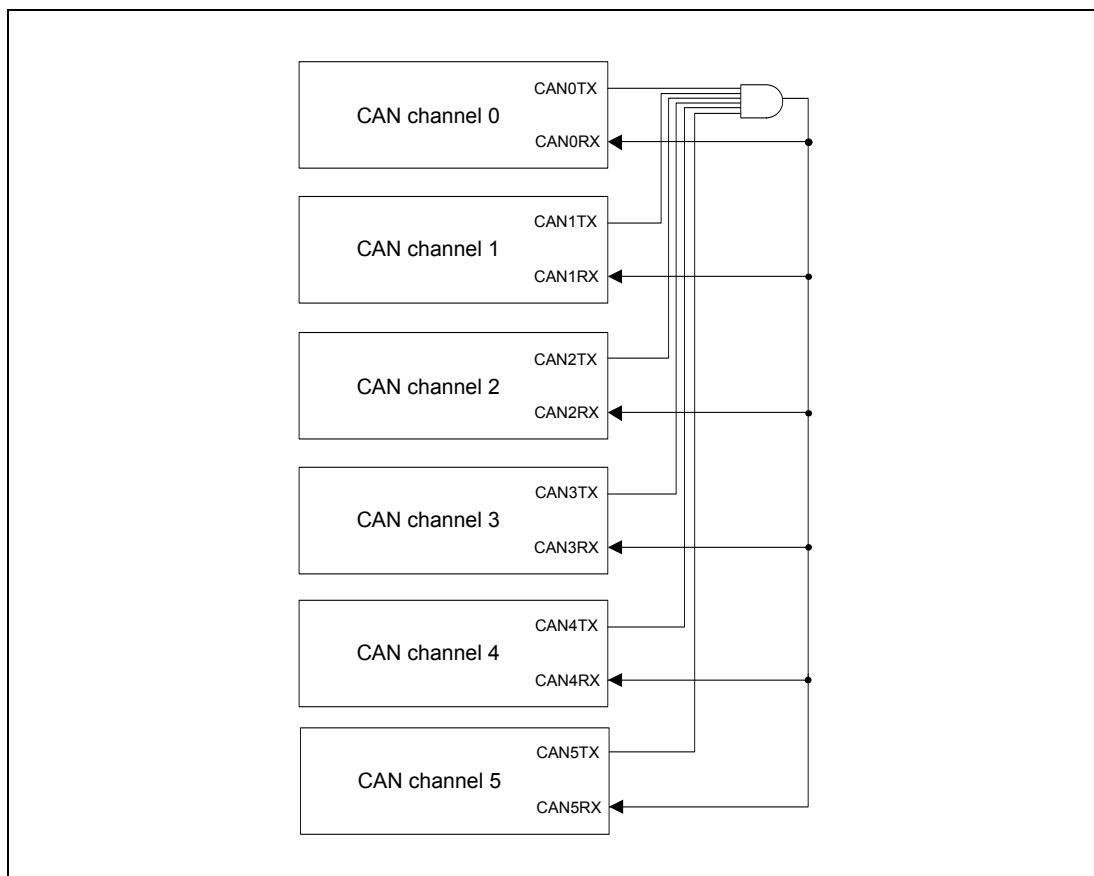 CAN0TX
CAN channel 0
CAN0RX
CAN1TX
CAN channel 1
CAN1RX
CAN2TX
CAN channel 2
CAN2RX
CAN3TX
CAN channel 3
CAN3RX
CAN4TX
CAN channel 4
CAN4RX
CAN5TX
CAN channel 5
CAN5RX